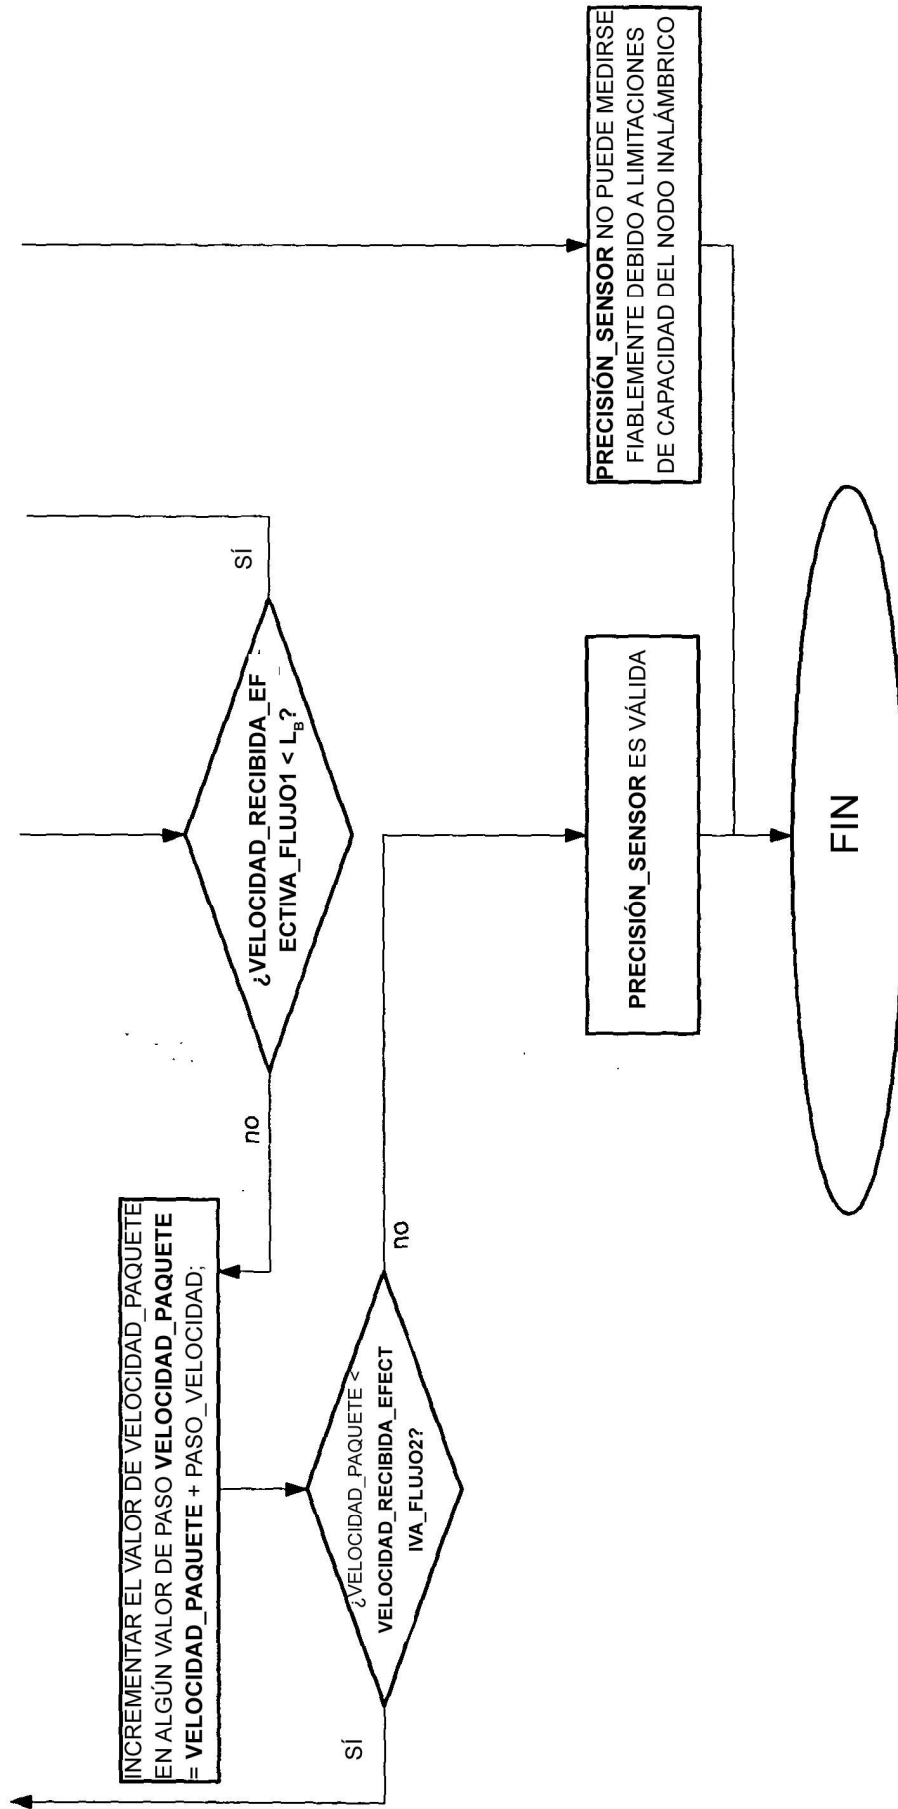 INCREMENTAR EL VALOR DE VELOCIDAD_PAQUETE
EN ALGÚN VALOR DE PASO VELOCIDAD_PAQUETE
= VELOCIDAD_PAQUETE + PASO_VELOCIDAD;
no
¿VELOCIDAD_RECIBIDA_EF
ECTIVA_FLUJO1 < L_B?
SÍ
SÍ
¿VELOCIDAD_PAQUETE <
VELOCIDAD_RECIBIDA_EFECT
IVA_FLUJO2?
no
PRECISIÓN_SENSOR ES VÁLIDA
PRECISIÓN_SENSOR NO PUEDE MEDIRSE
FIABLEMENTE DEBIDO A LIMITACIONES
DE CAPACIDAD DEL NODO INALÁMBRICO
FIN